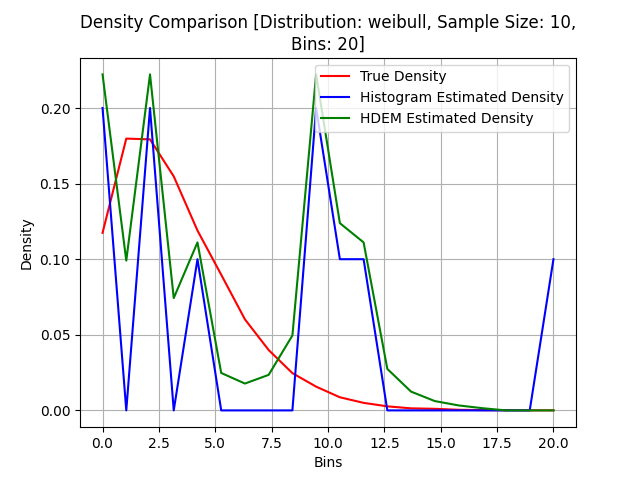 Density Comparison [Distribution: weibull, Sample Size: 10,
Bins: 20]
True Density
Histogram Estimated Density
HDEM Estimated Density
Density
0.20
0.15
0.10
0.05
0.00
0.0 2.5 5.0 7.5 10.0 12.5 15.0 17.5 20.0
Bins